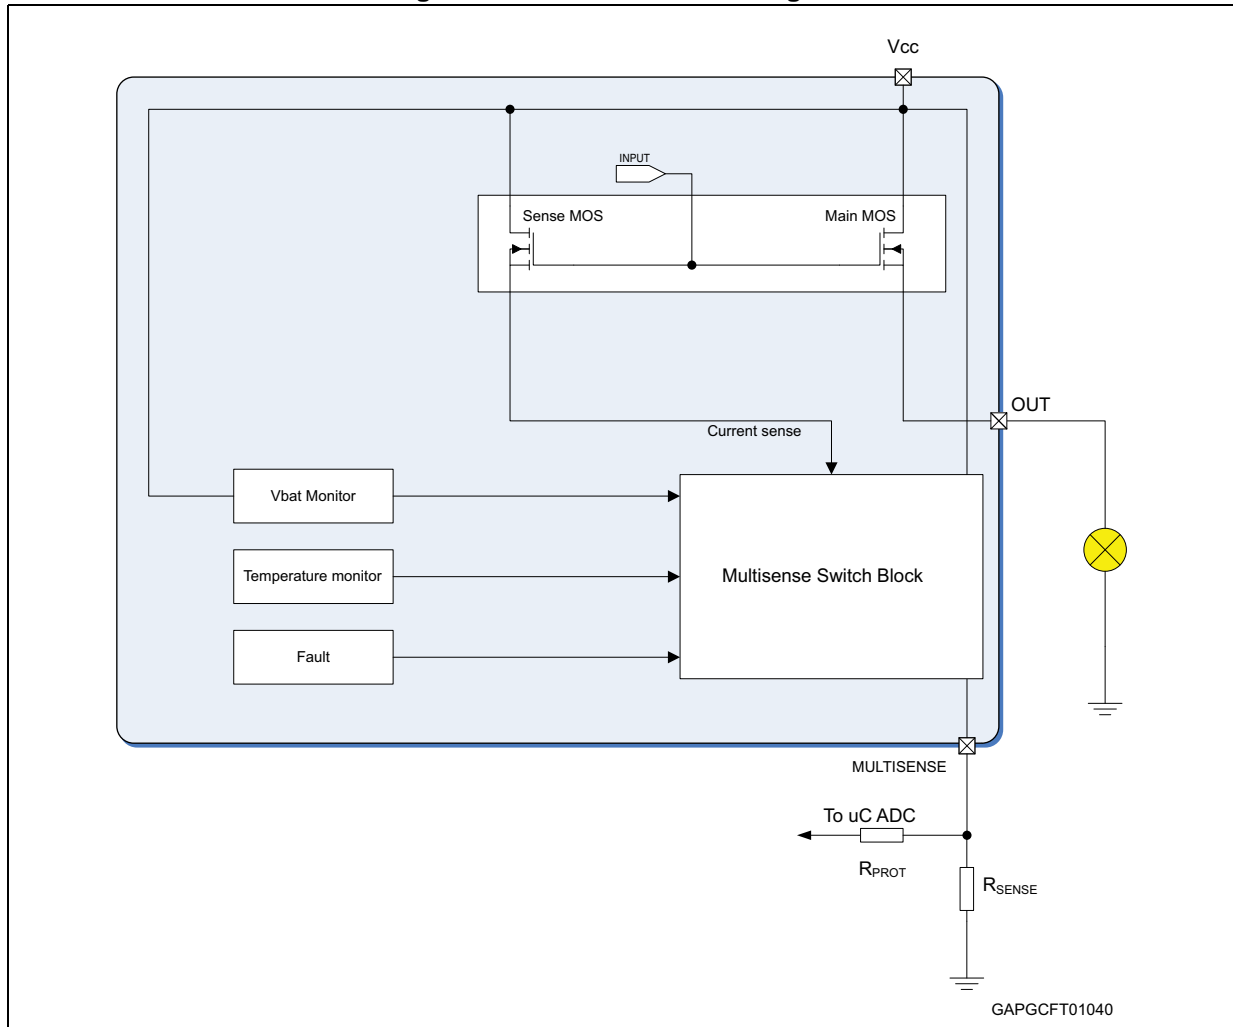 Vcc
INPUT
Sense MOS
Main MOS
OUT
Current sense
Vbat Monitor
Temperature monitor
Multisense Switch Block
Fault
MULTISENSE
To uC ADC
RPROT
RSENSE
GAPGCFT01040